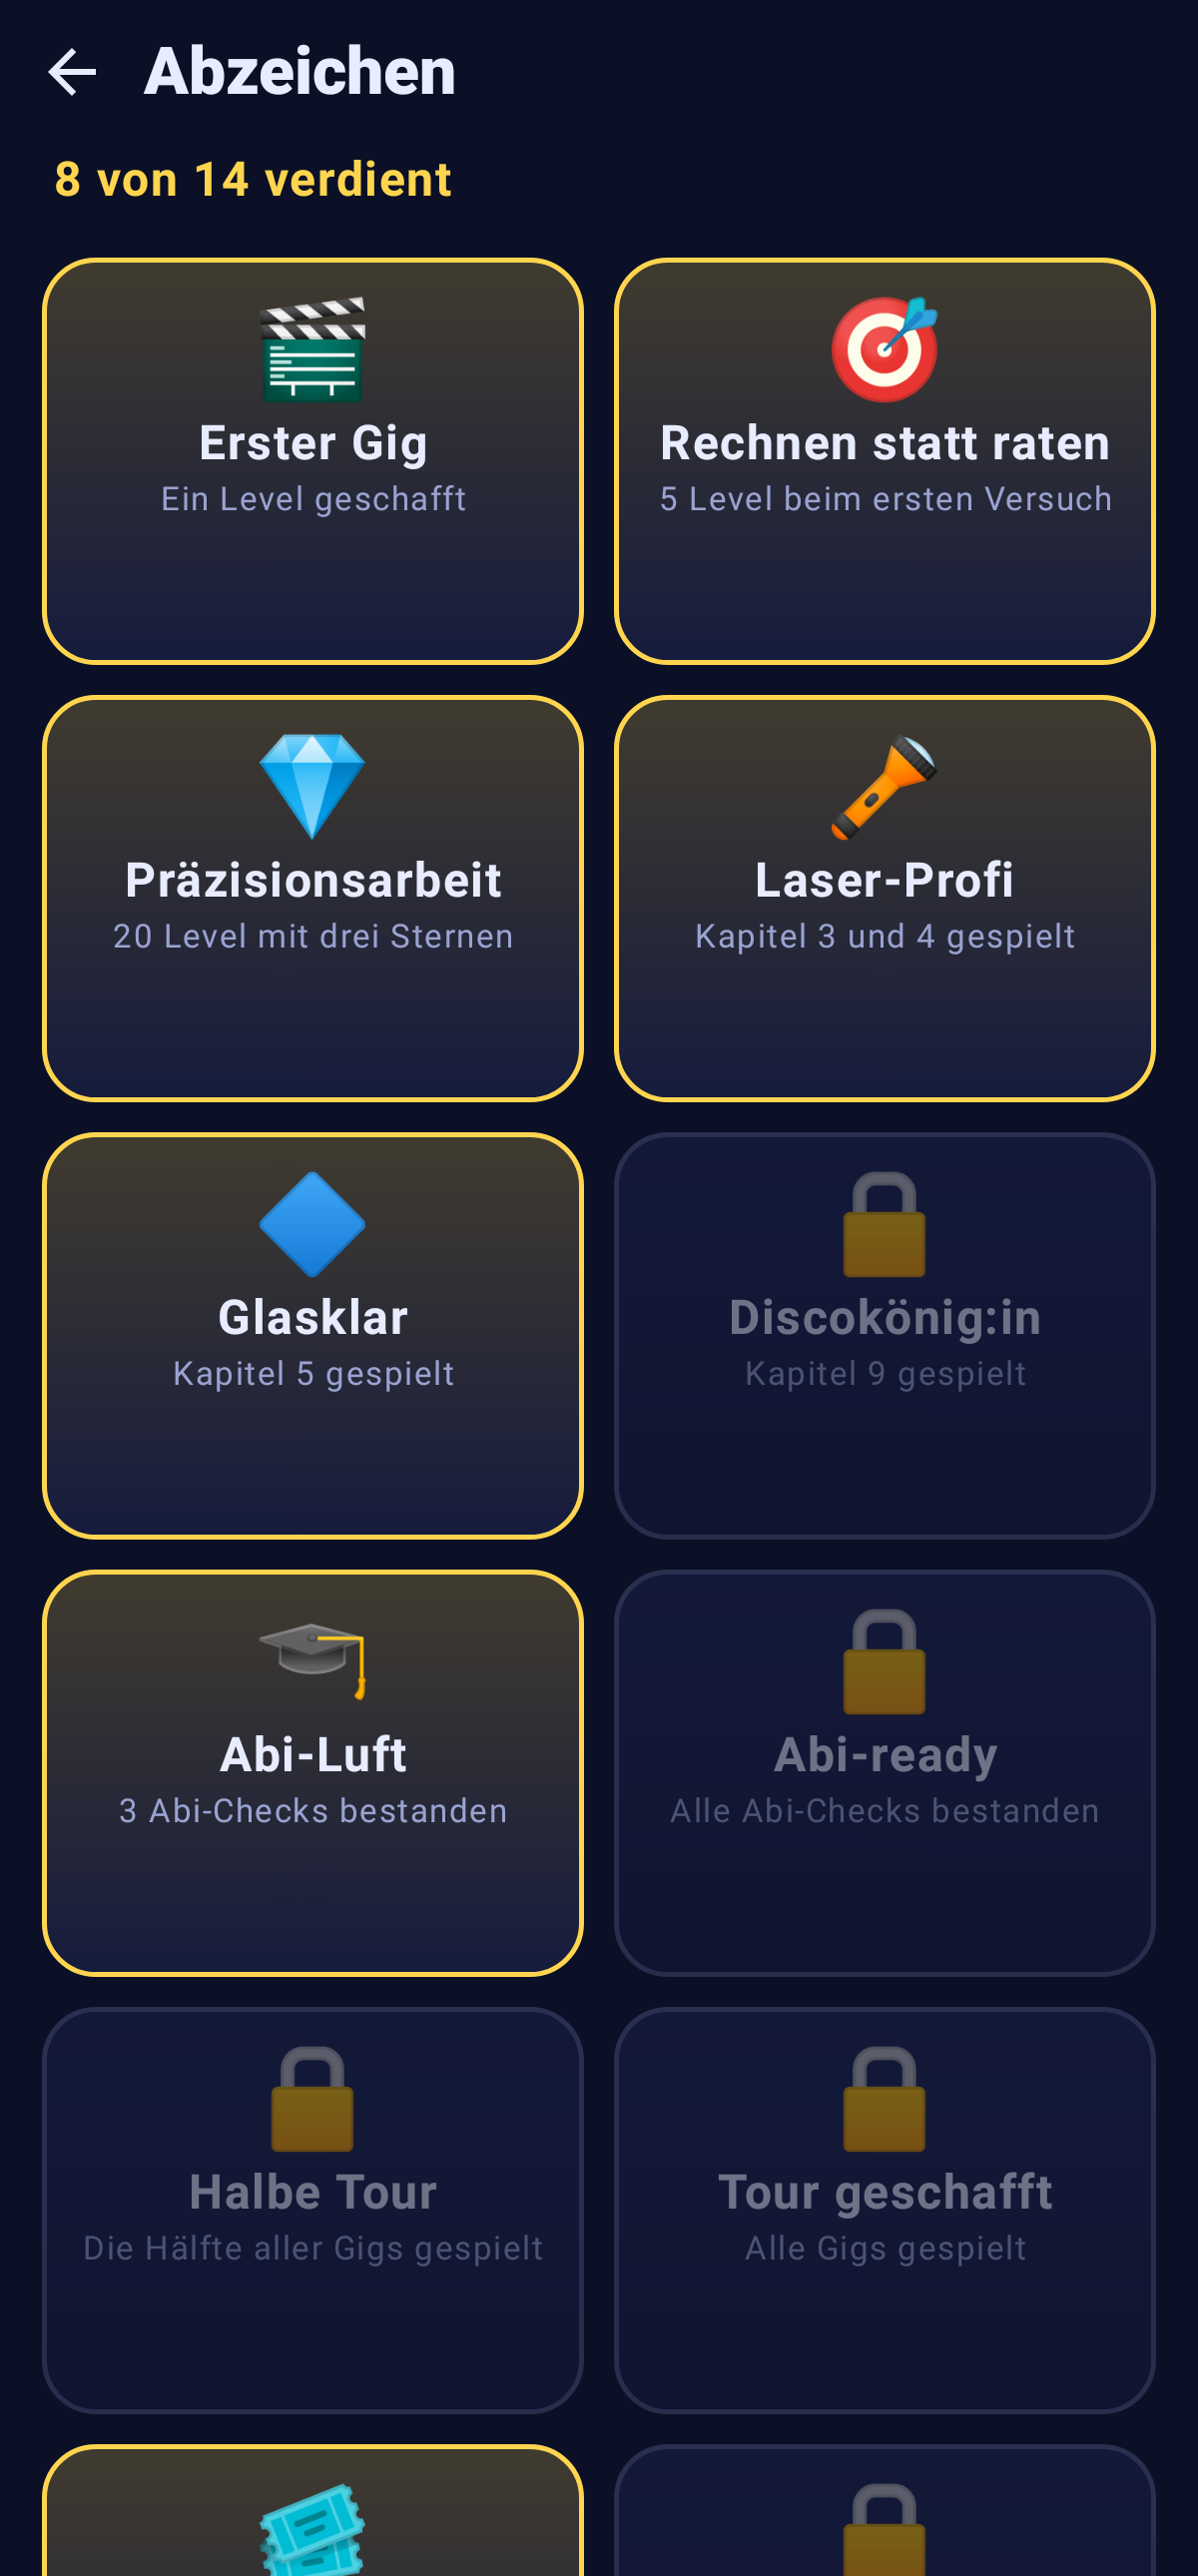 Abzeichen
8 von 14 verdient
Erster Gig
Ein Level geschafft
Rechnen statt raten
5 Level beim ersten Versuch
Präzisionsarbeit
20 Level mit drei Sternen
Laser-Profi
Kapitel 3 und 4 gespielt
Glasklar
Kapitel 5 gespielt
Discokönig:in
Kapitel 9 gespielt
Abi-Luft
3 Abi-Checks bestanden
Abi-ready
Alle Abi-Checks bestanden
Halbe Tour
Die Hälfte aller Gigs gespielt
Tour geschafft
Alle Gigs gespielt